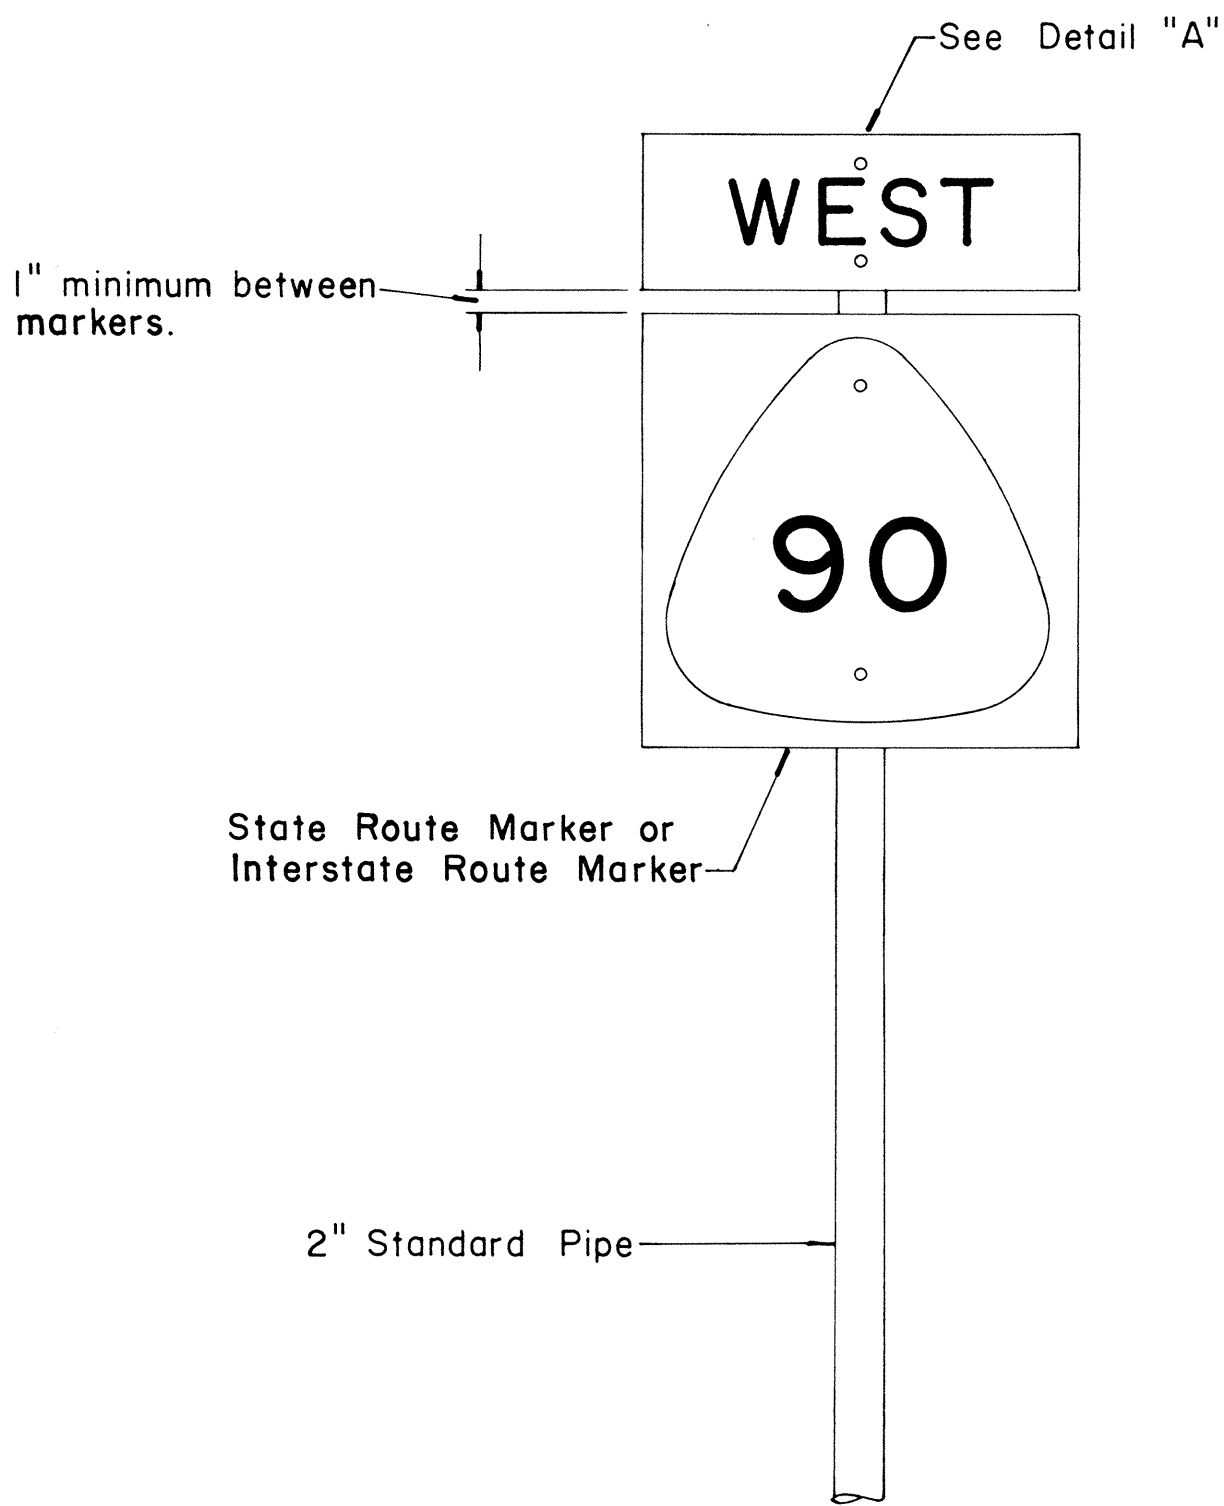 See Detail "A"
WEST
1" minimum between
markers.
90
State Route Marker or
Interstate Route Marker
2" Standard Pipe